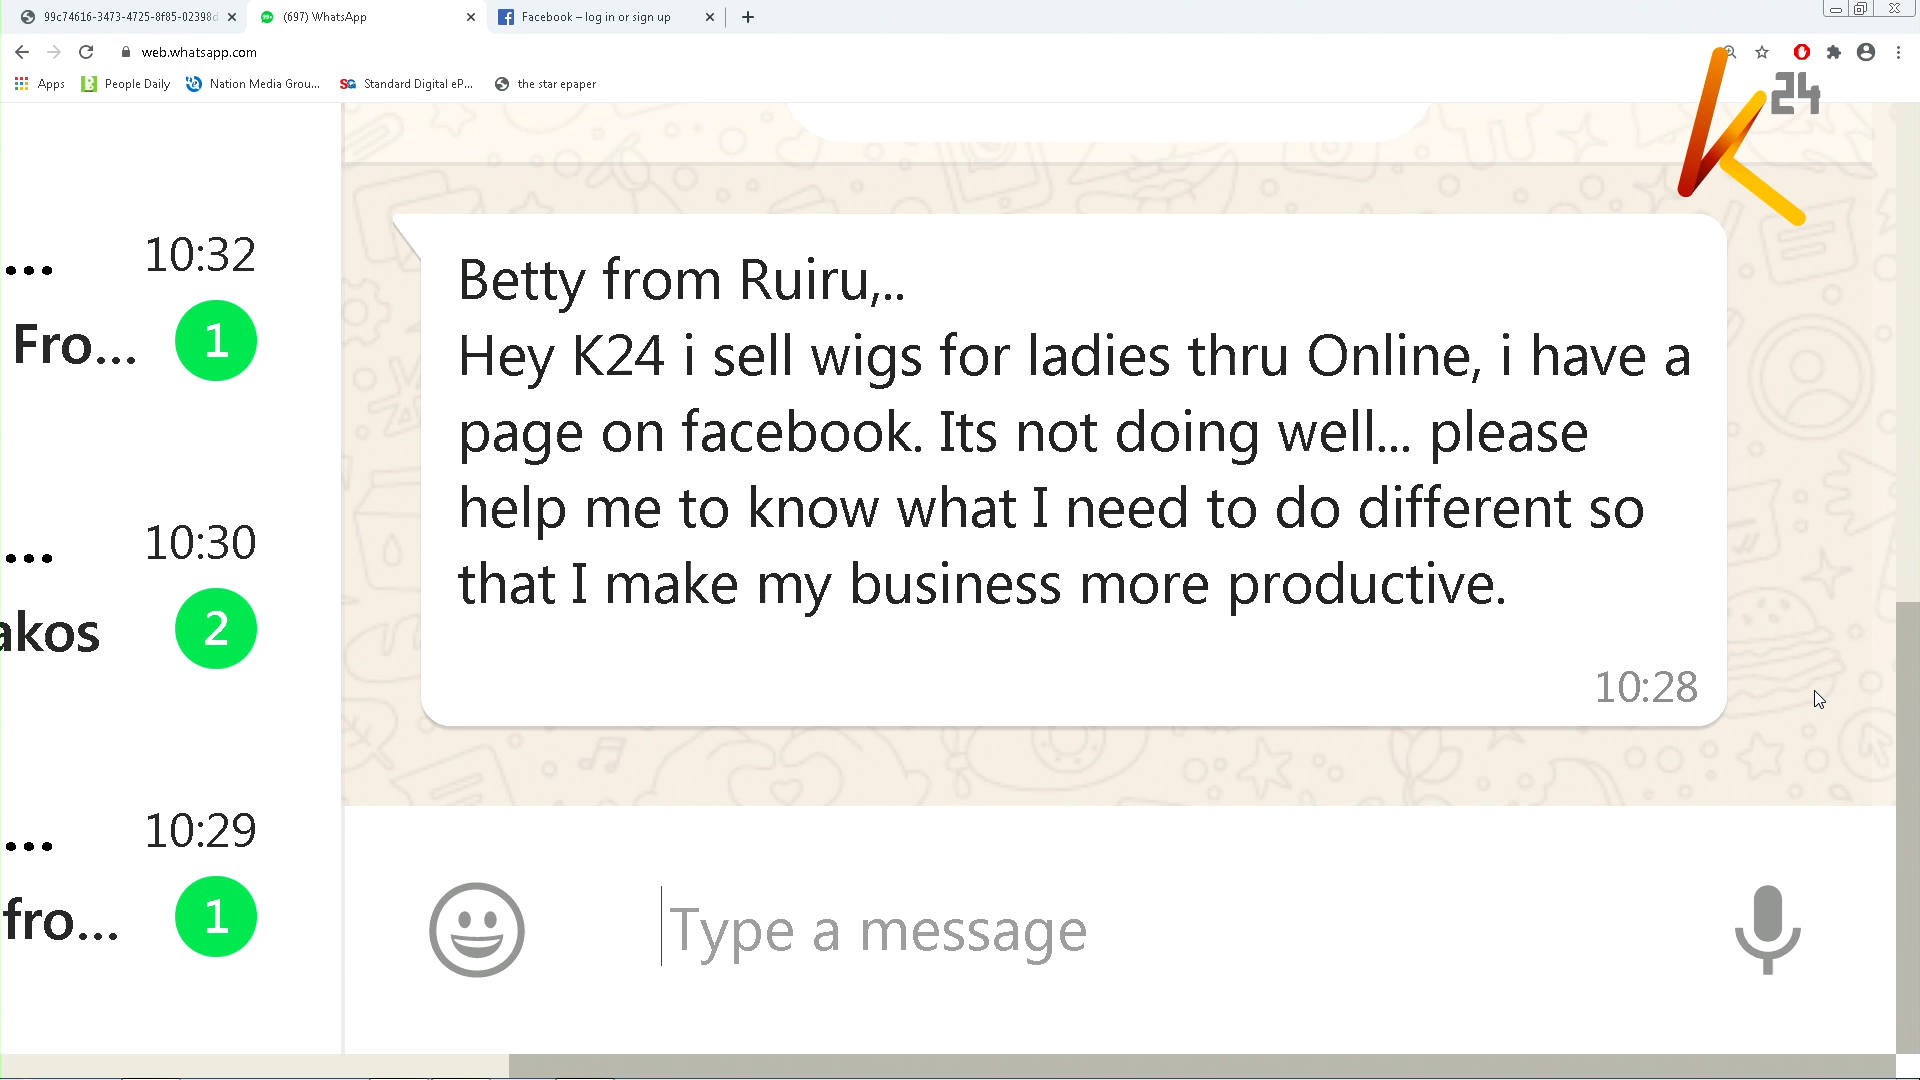 99c74616-3473-4725-8f85-02398d
(697) WhatsApp
Facebook – log in or sign up
web.whatsapp.com
Apps
People Daily
Nation Media Grou...
Standard Digital eP...
the star epaper
K24
... 10:32
Fro... 1
... 10:30
akos 2
... 10:29
fro... 1
Betty from Ruiru,..
Hey K24 i sell wigs for ladies thru Online, i have a
page on facebook. Its not doing well... please
help me to know what I need to do different so
that I make my business more productive.
10:28
Type a message